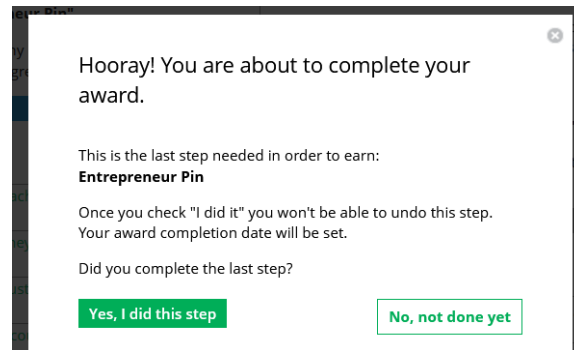 Hooray! You are about to complete your
award.
This is the last step needed in order to earn:
Entrepreneur Pin
Once you check "I did it" you won't be able to undo this step.
Your award completion date will be set.
Did you complete the last step?
Yes, I did this step
No, not done yet